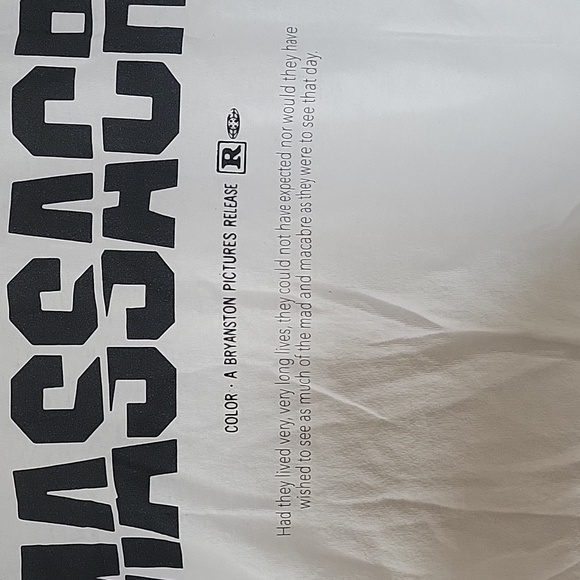 MASSACR
COLOR · A BRYANSTON PICTURES RELEASE R
Had they lived very, very long lives, they could not have expected nor would they have
wished to see as much of the mad and macabre as they were to see that day.